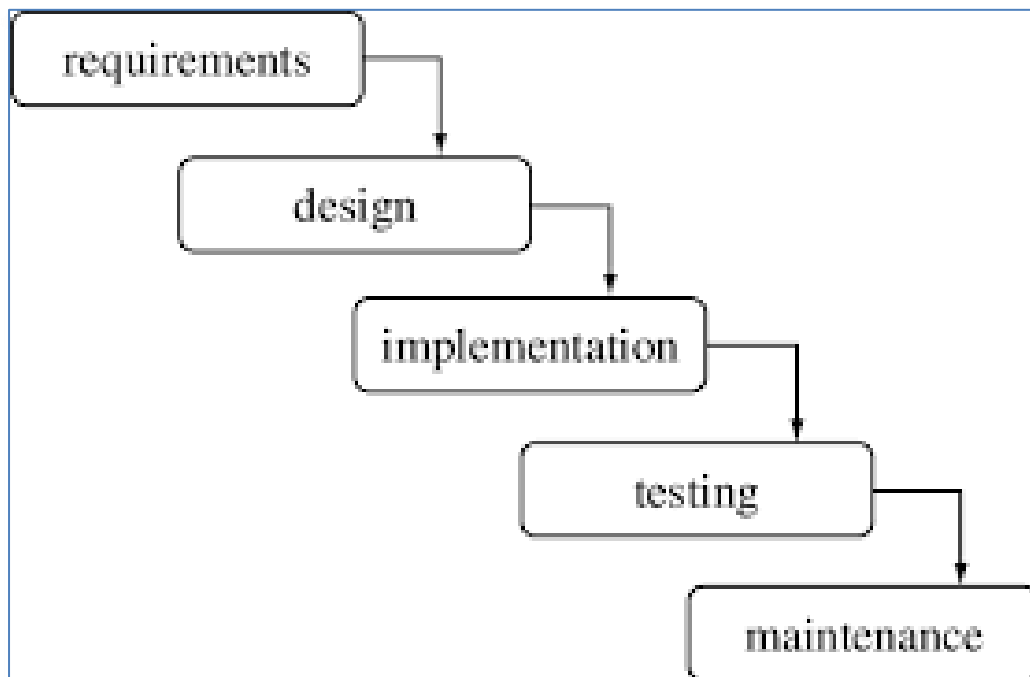 requirements
design
implementation
testing
maintenance